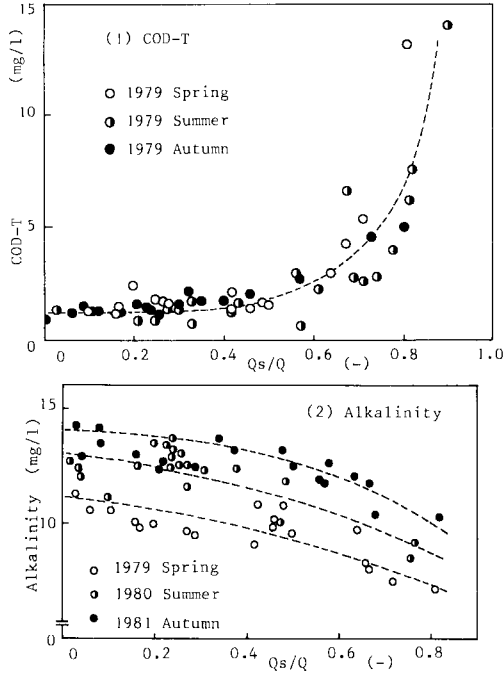 15
(mg/l)
(1) COD-T
1979 Spring
10
1979 Summer
1979 Autumn
5
COD-T
0
0 0.2 0.4 0.6 0.8 1.0
Qs/Q (-)
15
(2) Alkalinity
(mg/l)
10
Alkalinity
1979 Spring
1980 Summer
1981 Autumn
0
0 0.2 0.4 0.6 0.8
Qs/Q (-)